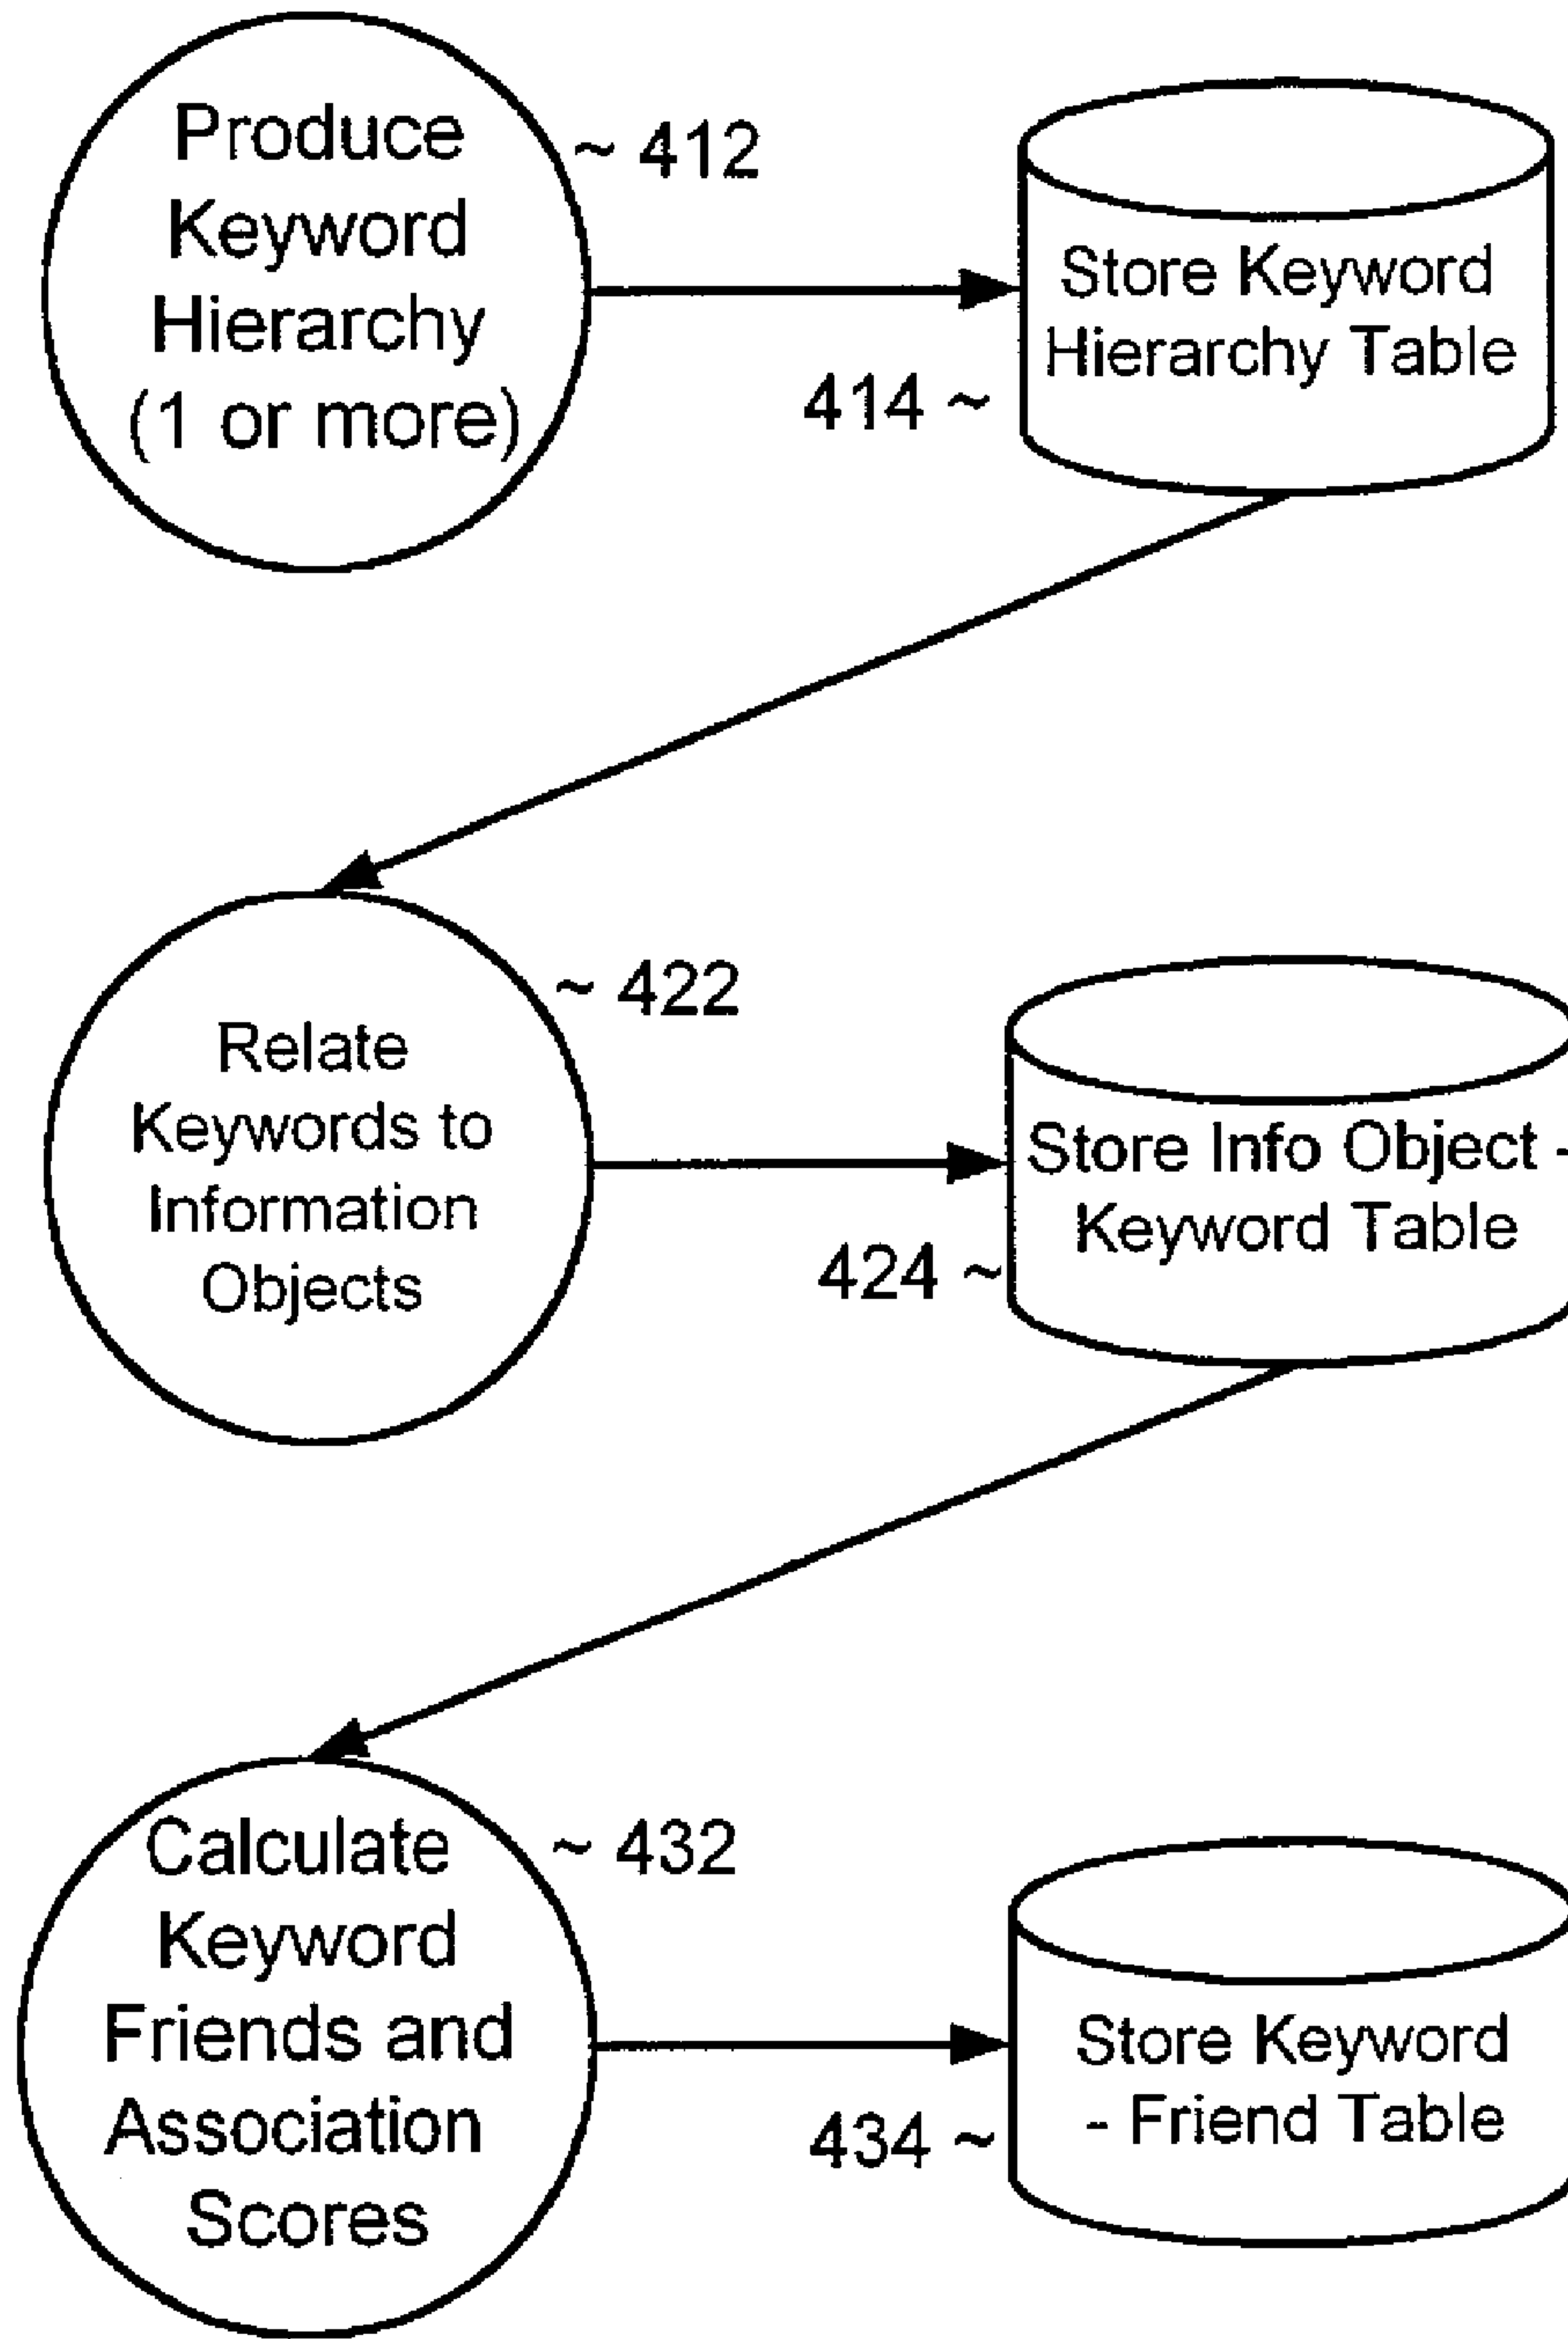 Produce
Keyword
Hierarchy
(1 or more)
~ 412
Store Keyword
Hierarchy Table
414 ~
Relate
Keywords to
Information
Objects
~ 422
Store Info Object -
Keyword Table
424 ~
Calculate
Keyword
Friends and
Association
Scores
~ 432
Store Keyword
- Friend Table
434 ~